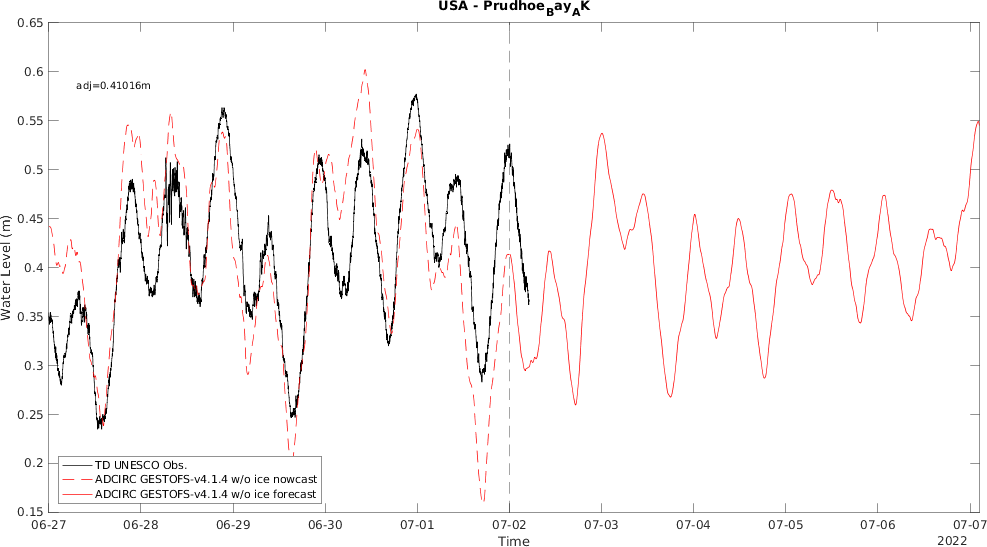 USA - PrudhoeBayAK
0.65
0.6
adj=0.41016m
0.55
0.5
0.45
0.4
0.35
0.3
0.25
0.2
0.15
Water Level (m)
TD UNESCO Obs.
ADCIRC GESTOFS-v4.1.4 w/o ice nowcast
ADCIRC GESTOFS-v4.1.4 w/o ice forecast
06-27 06-28 06-29 06-30 07-01 07-02 07-03 07-04 07-05 07-06 07-07
Time
2022